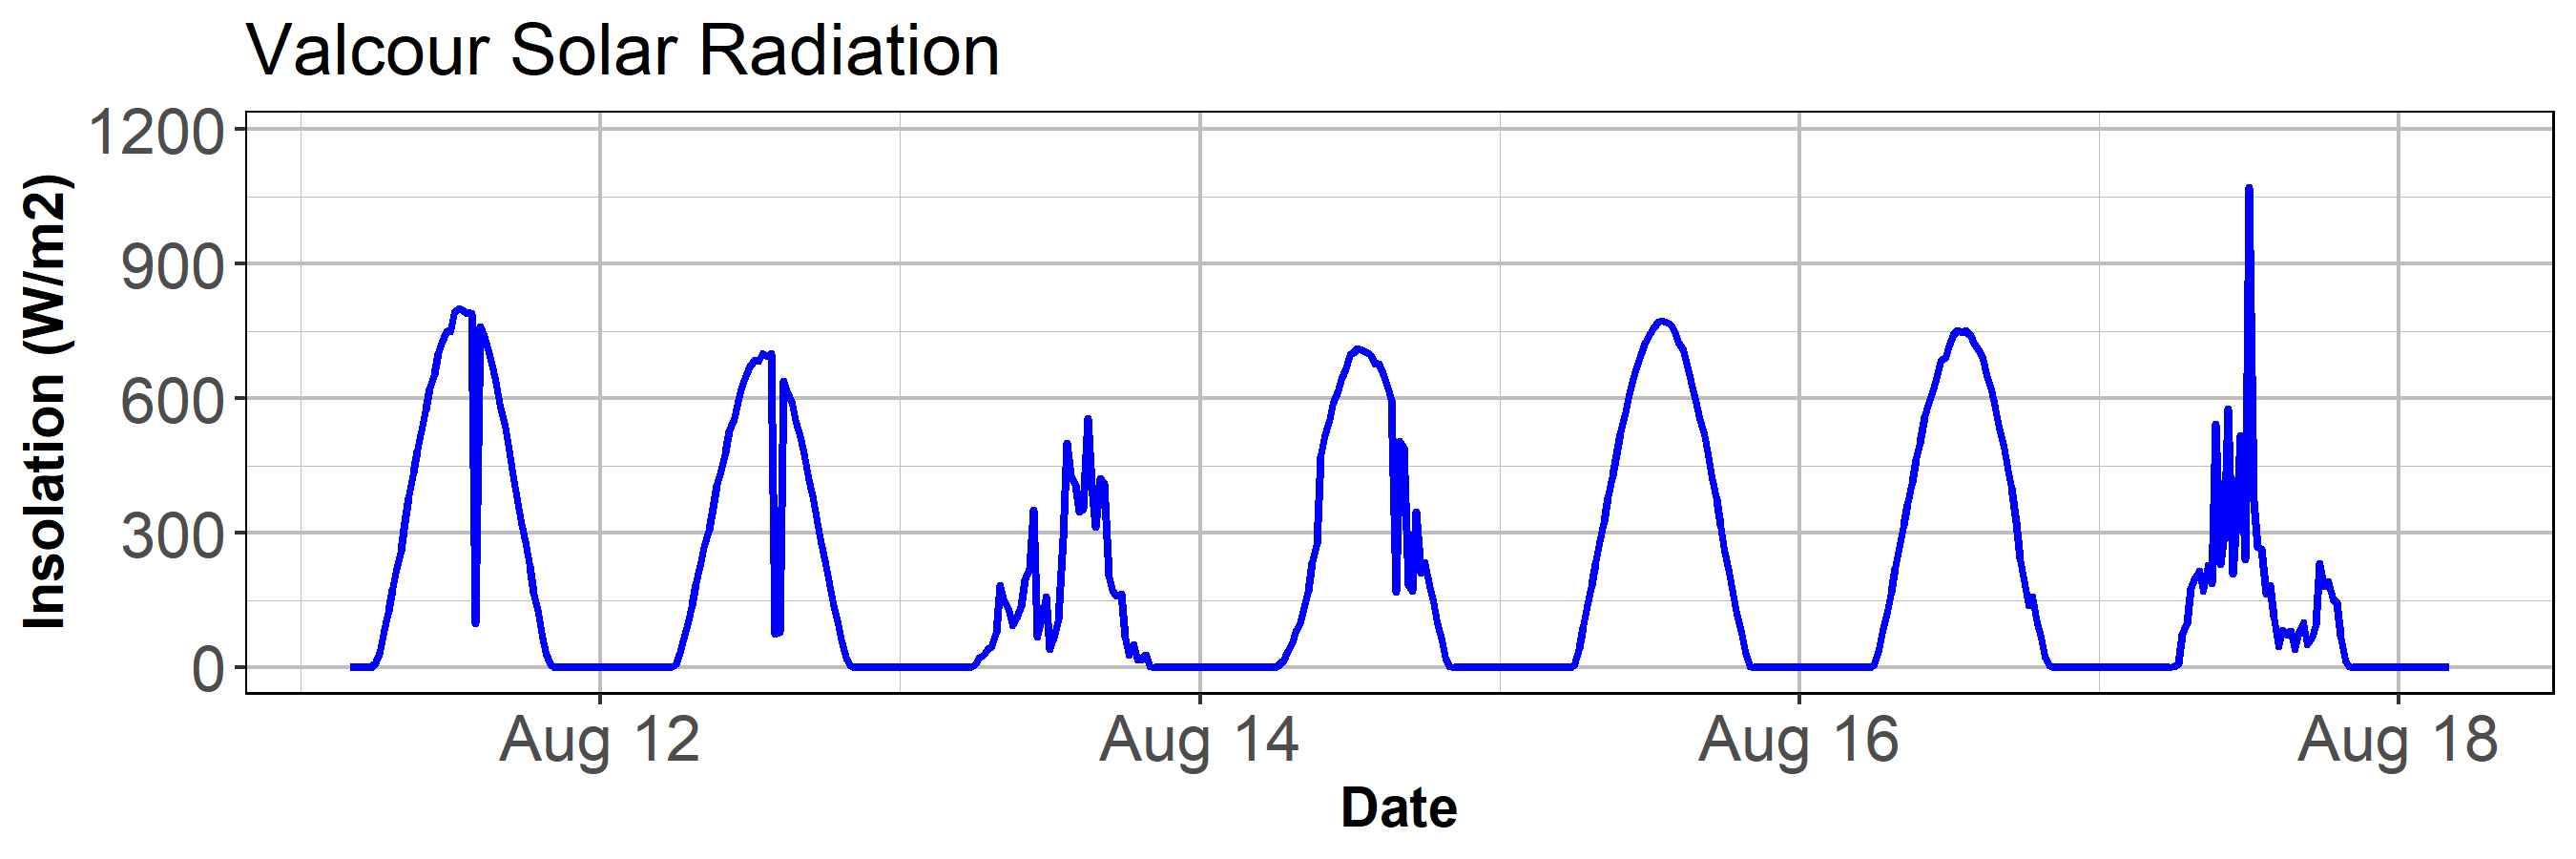 Valcour Solar Radiation
1200
900
600
300
0
Insolation (W/m2)
Aug 12
Aug 14
Aug 16
Aug 18
Date